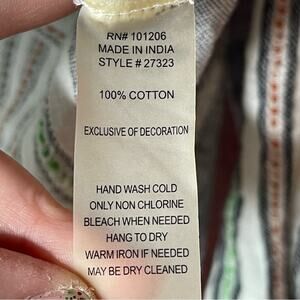 RN# 101206
MADE IN INDIA
STYLE # 27323
100% COTTON
EXCLUSIVE OF DECORATION
HAND WASH COLD
ONLY NON CHLORINE
BLEACH WHEN NEEDED
HANG TO DRY
WARM IRON IF NEEDED
MAY BE DRY CLEANED